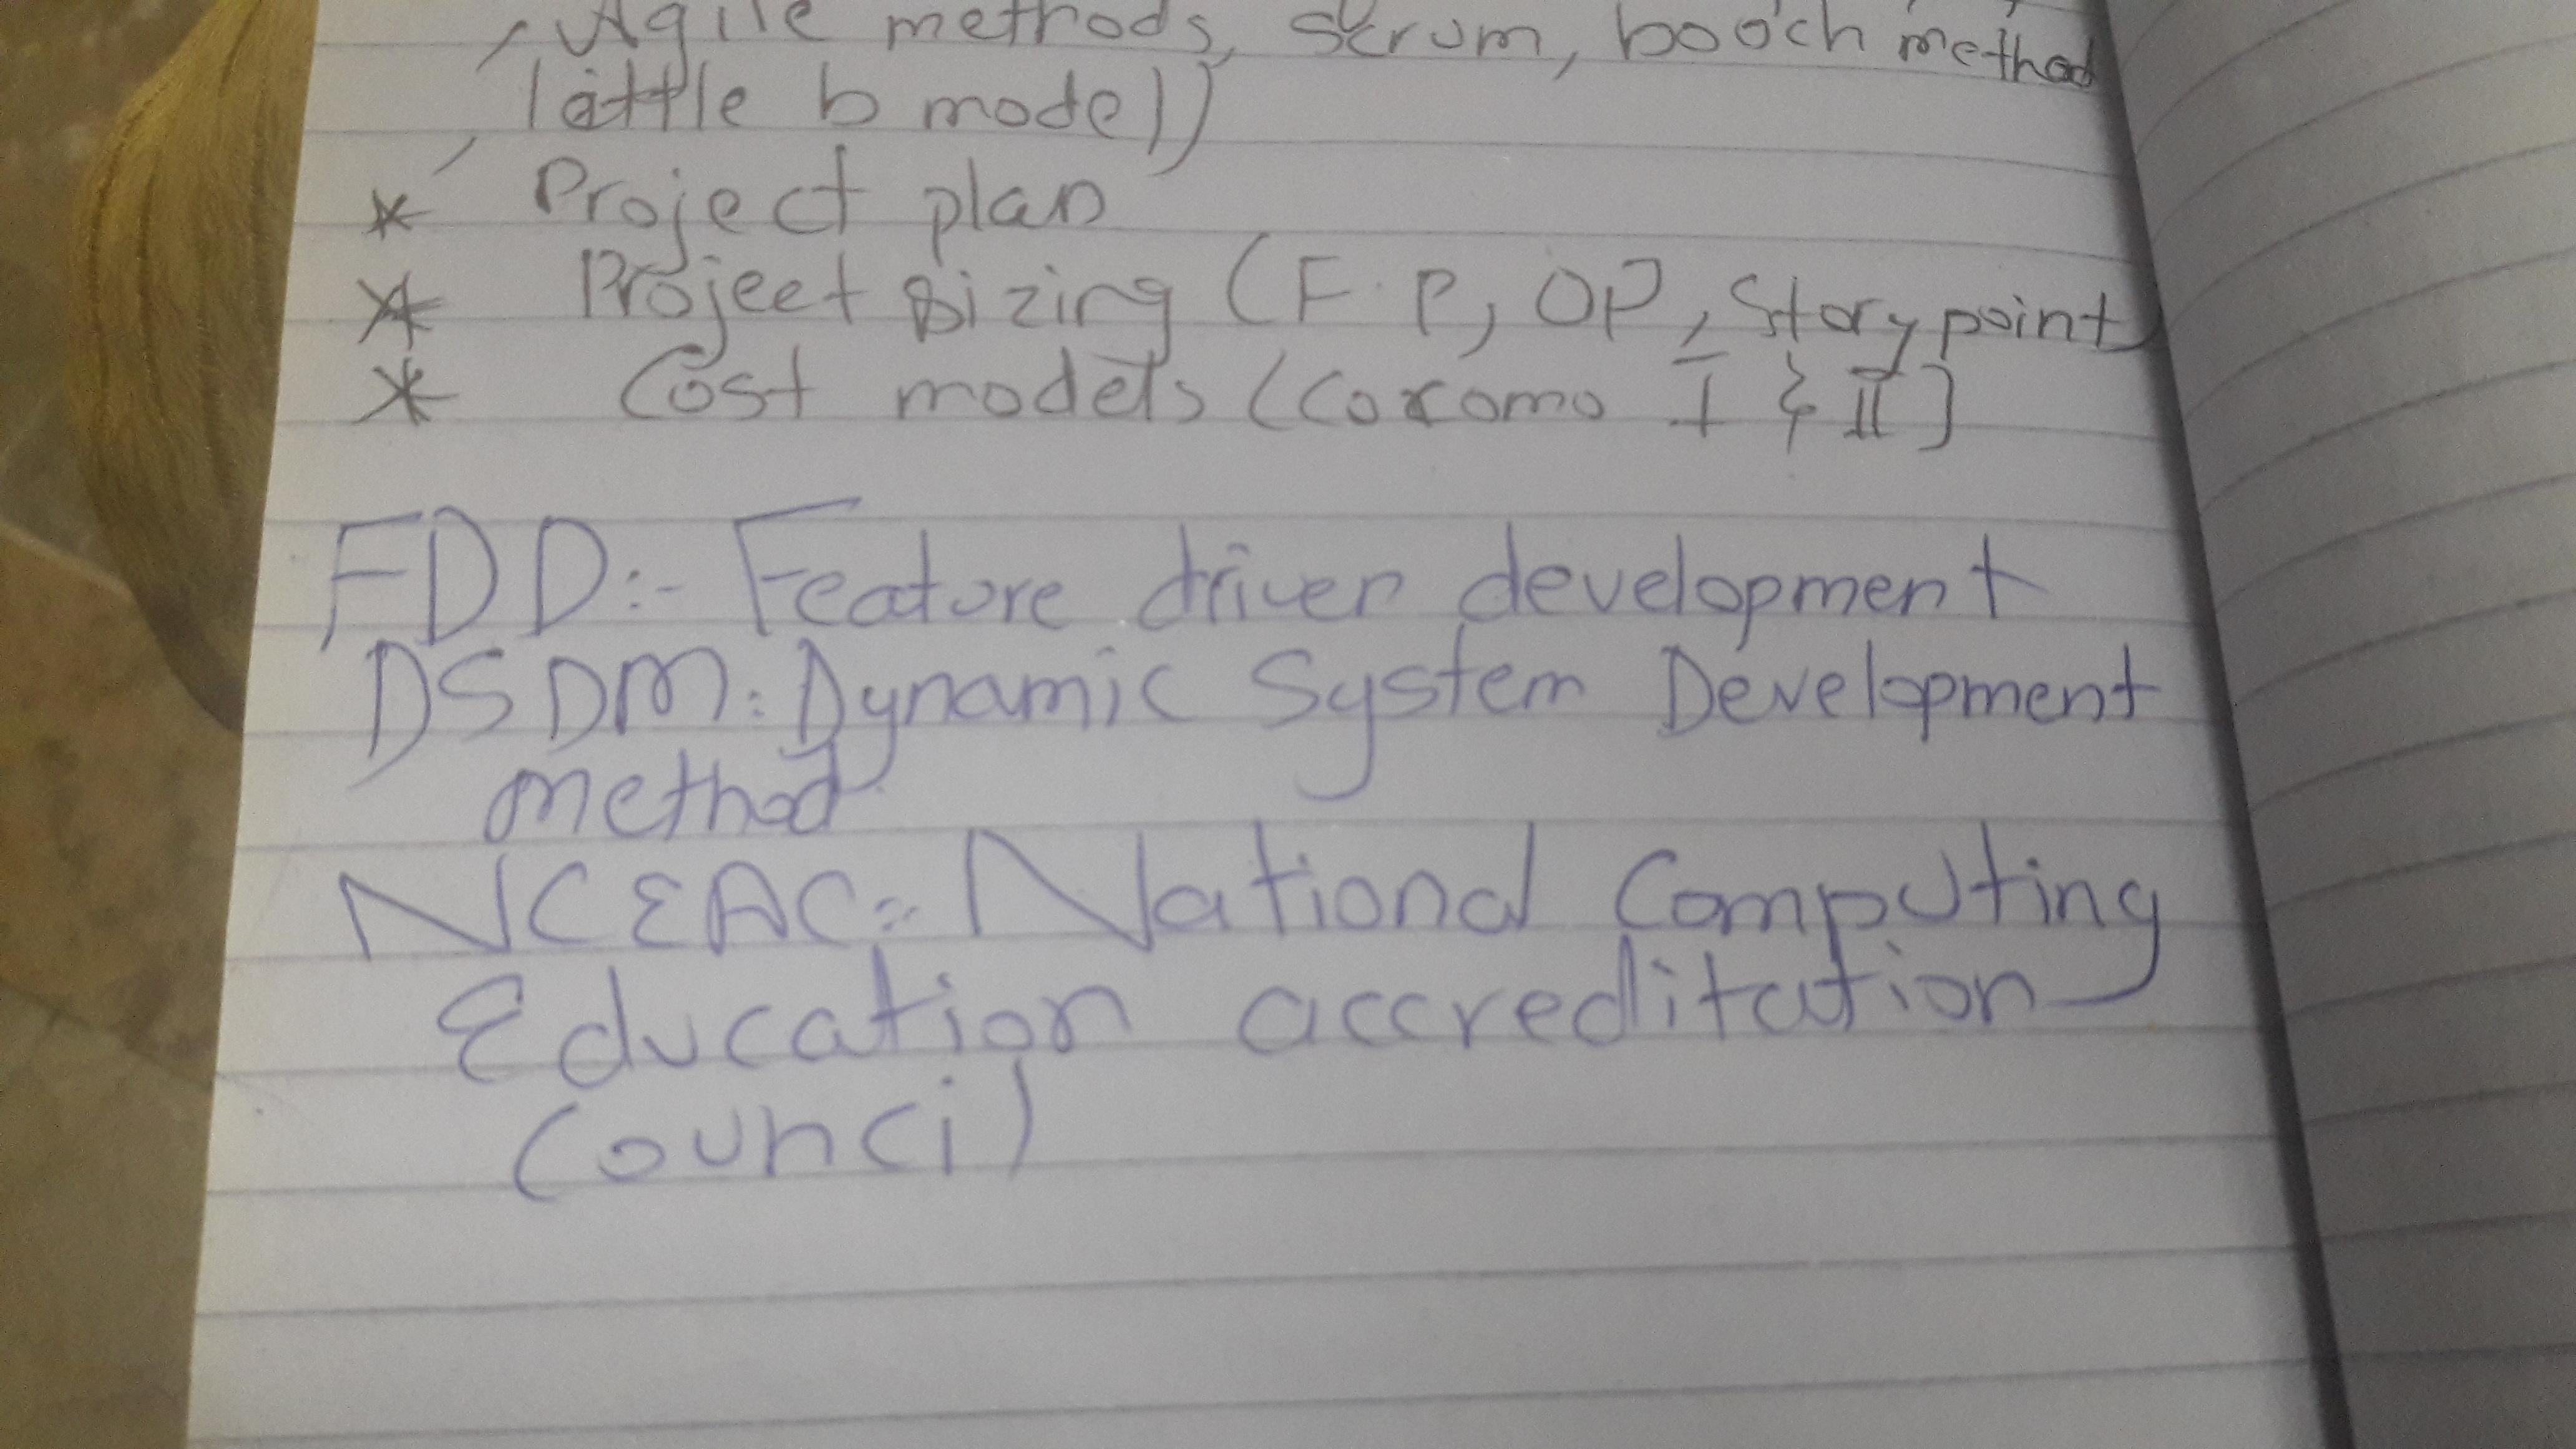 Agile methods, scrum, booch method
lattle b model)
* Project plan
* Project sizing (F.P, OP, Story point)
* Cost models (Cocomo I & II)
FDD:- Feature driven development
DSDM: Dynamic System Development
method
NCEAC:- National Computing
Education accreditation
Council